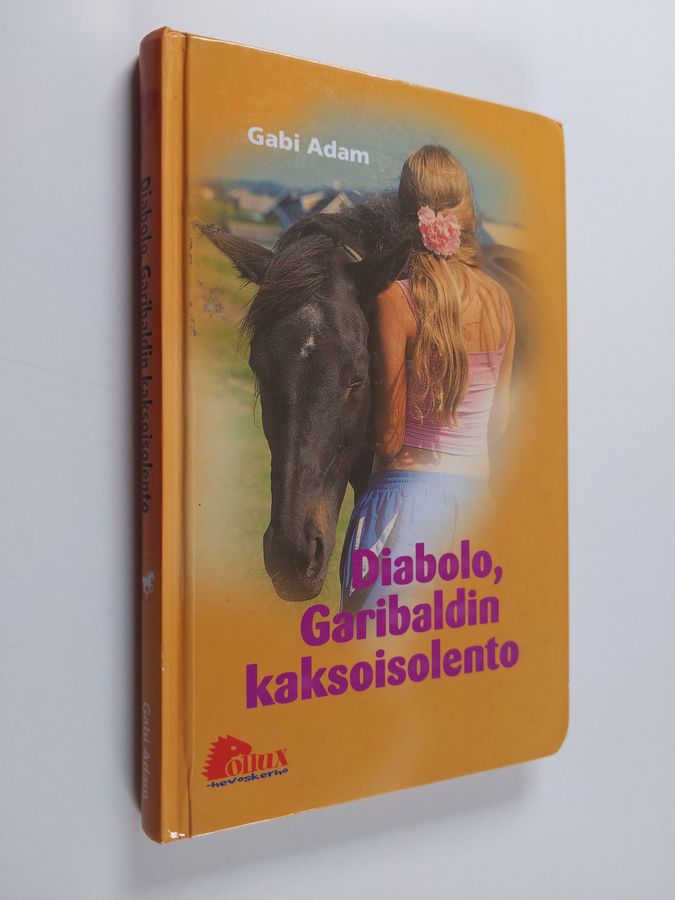 Gabi Adam
Diabolo,
Garibaldin
kaksoisolento
Pollux
-hevoskerho
Diabolo, Garibaldin kaksoisolento
Gabi Adam